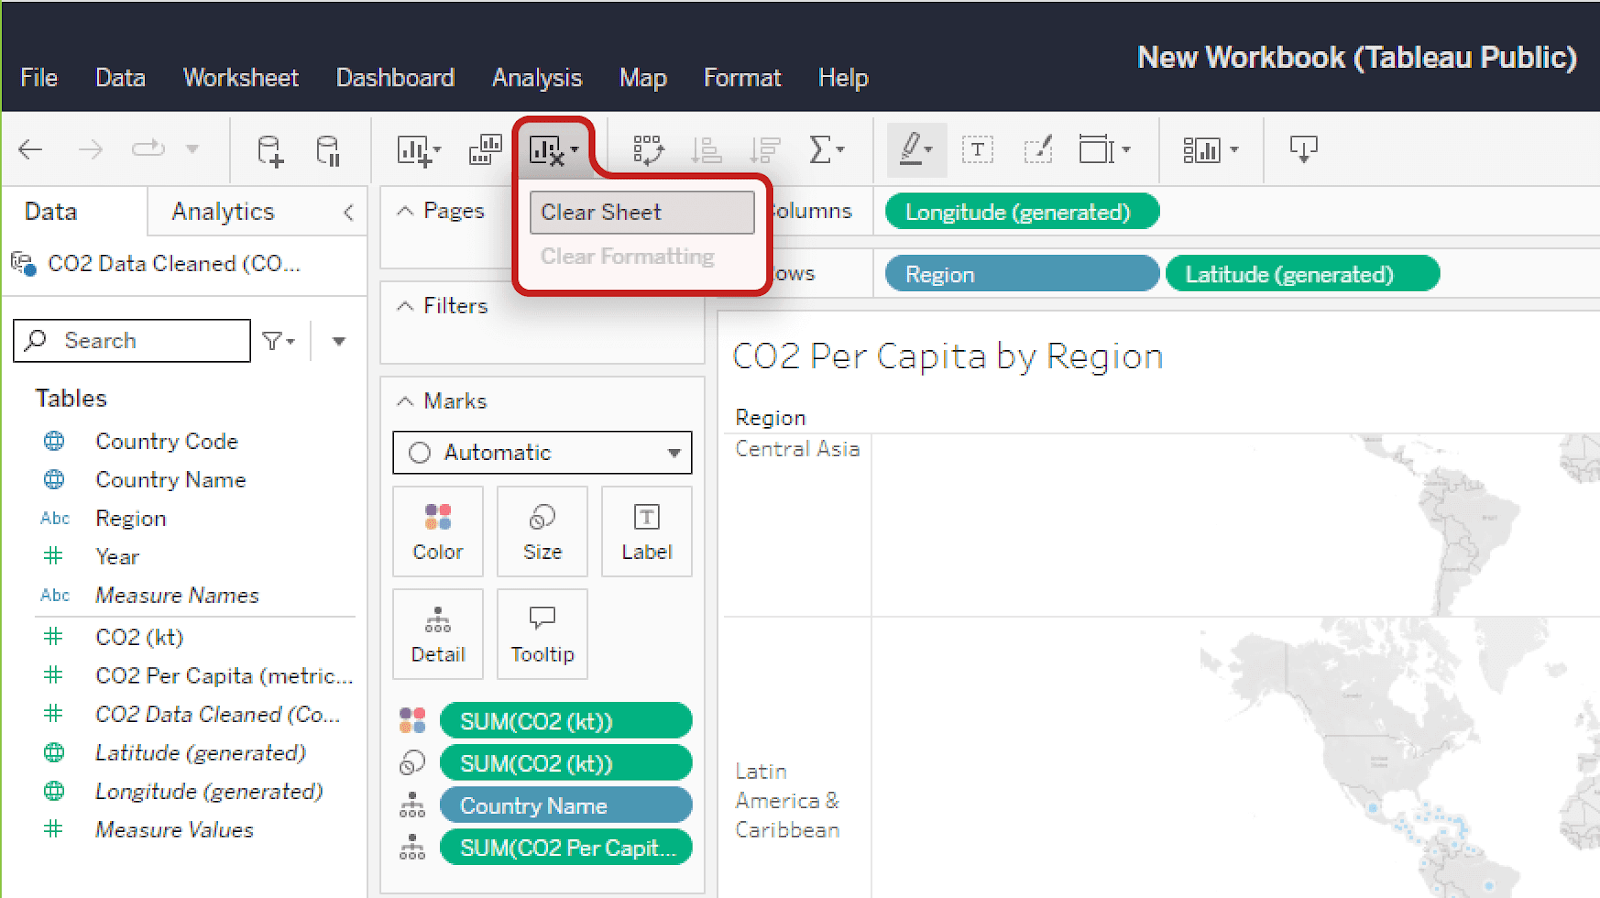 New Workbook (Tableau Public)
File Data Worksheet Dashboard Analysis Map Format Help
Data Analytics
CO2 Data Cleaned (CO...
Search
Tables
Country Code
Country Name
Abc Region
Year
Abc Measure Names
CO2 (kt)
CO2 Per Capita (metric...
CO2 Data Cleaned (Co...
Latitude (generated)
Longitude (generated)
Measure Values
Pages
Clear Sheet
Clear Formatting
Filters
Marks
Automatic
Color Size Label
Detail Tooltip
SUM(CO2 (kt))
SUM(CO2 (kt))
Country Name
SUM(CO2 Per Capit...
olumns Longitude (generated)
ows Region Latitude (generated)
CO2 Per Capita by Region
Region
Central Asia
Latin
America &
Caribbean